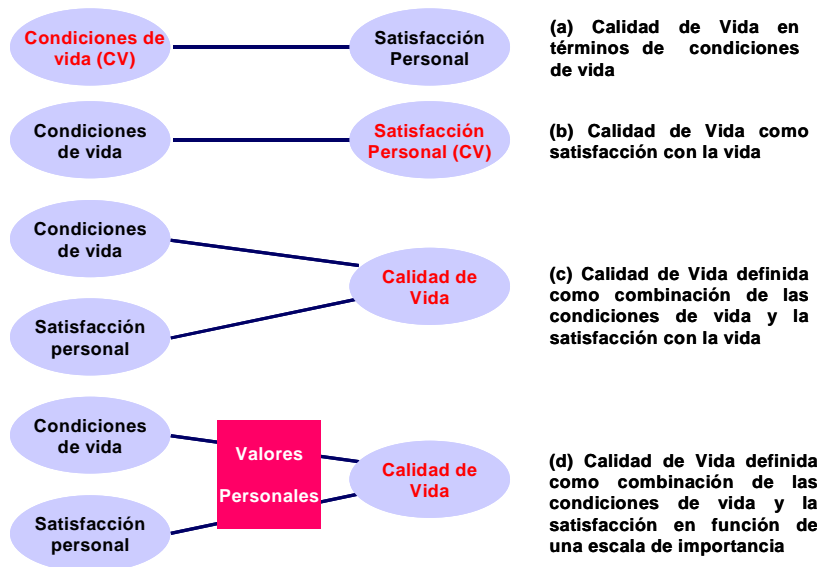 Condiciones de
vida (CV)
Satisfacción
Personal
(a) Calidad de Vida en
términos de condiciones
de vida
Condiciones
de vida
Satisfacción
Personal (CV)
(b) Calidad de Vida como
satisfacción con la vida
Condiciones
de vida
Satisfacción
personal
Calidad de
Vida
(c) Calidad de Vida definida
como combinación de las
condiciones de vida y la
satisfacción con la vida
Condiciones
de vida
Satisfacción
personal
Valores
Personales
Calidad de
Vida
(d) Calidad de Vida definida
como combinación de las
condiciones de vida y la
satisfacción en función de
una escala de importancia